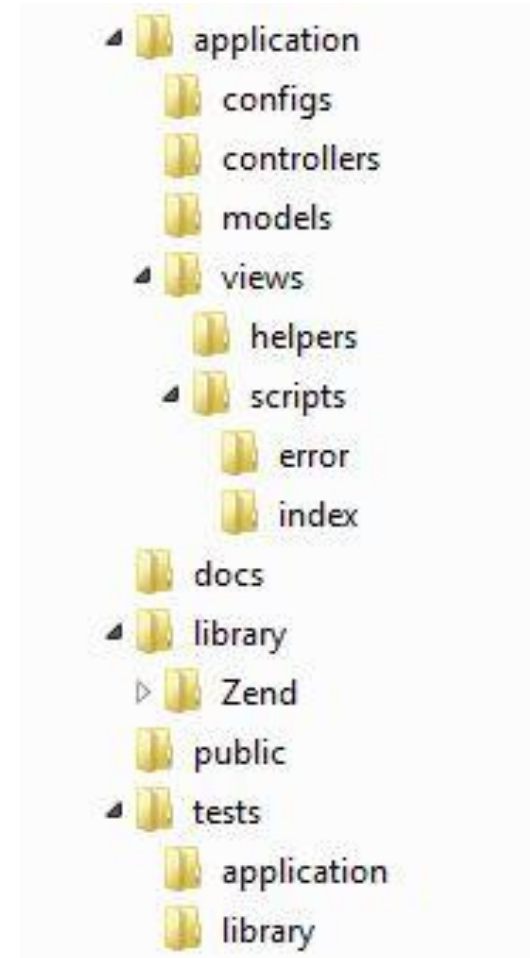 application
configs
controllers
models
views
helpers
scripts
error
index
docs
library
Zend
public
tests
application
library